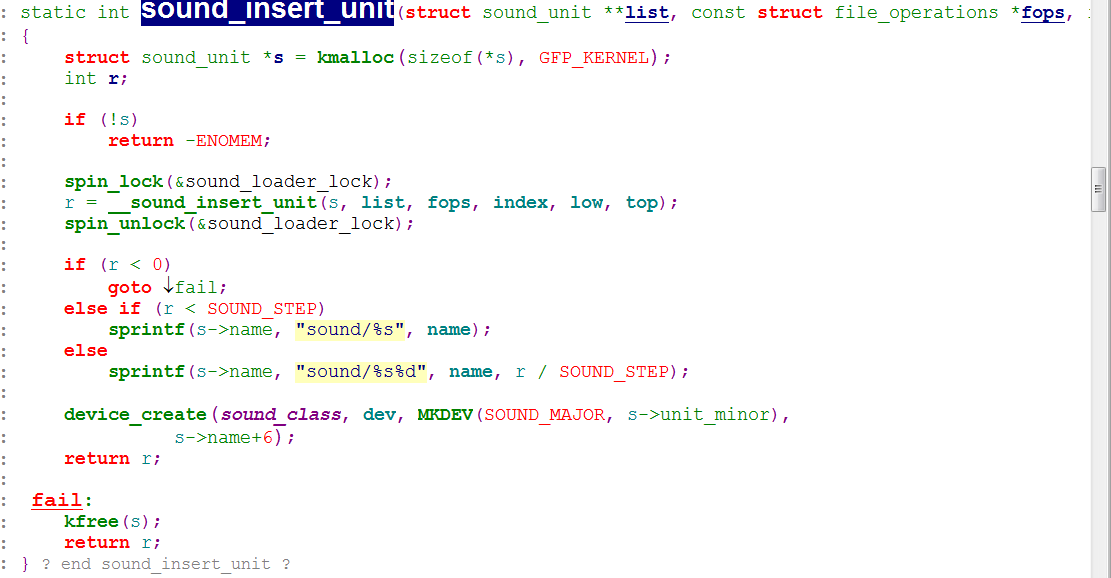 static int sound_insert_unit(struct sound_unit **list, const struct file_operations *fops,
{
struct sound_unit *s = kmalloc(sizeof(*s), GFP_KERNEL);
int r;
if (!s)
return -ENOMEM;
spin_lock(&sound_loader_lock);
r = __sound_insert_unit(s, list, fops, index, low, top);
spin_unlock(&sound_loader_lock);
if (r < 0)
goto ↓fail;
else if (r < SOUND_STEP)
sprintf(s->name, "sound/%s", name);
else
sprintf(s->name, "sound/%s%d", name, r / SOUND_STEP);
device_create(sound_class, dev, MKDEV(SOUND_MAJOR, s->unit_minor),
s->name+6);
return r;
fail:
kfree(s);
return r;
} ? end sound_insert_unit ?